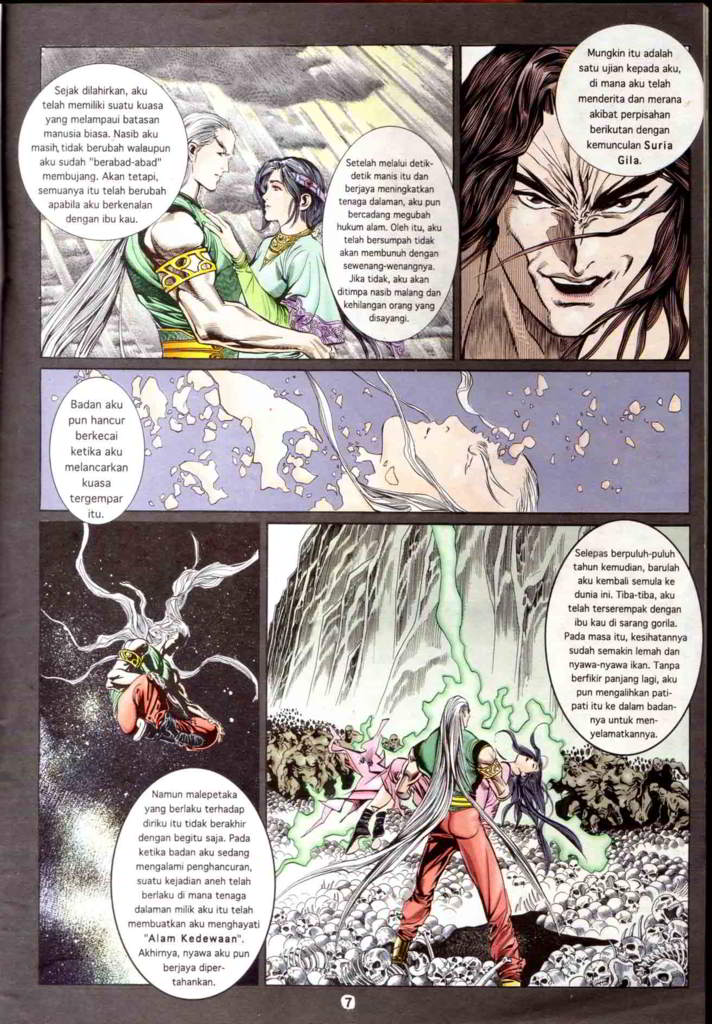 Sejak dilahirkan, aku
telah memiliki suatu kuasa
yang melampaui batasan
manusia biasa. Nasib aku
masih tidak berubah walaupun
aku sudah "berabad-abad"
membujang. Akan tetapi,
semuanya itu telah berubah
apabila aku berkenalan
dengan ibu kau.
Setelah melalui detik-
detik manis itu dan
berjaya meningkatkan
tenaga dalaman, aku pun
bercadang megubah
hukum alam. Oleh itu, aku
telah bersumpah tidak
akan membunuh dengan
sewenang-wenangnya.
Jika tidak, aku akan
ditimpa nasib malang dan
kehilangan orang yang
disayangi.
Mungkin itu adalah
satu ujian kepada aku,
di mana aku telah
menderita dan merana
akibat perpisahan
berikutan dengan
kemunculan Suria
Gila.
Badan aku
pun hancur
berkecai
ketika aku
melancarkan
kuasa
tergempar
itu.
Namun malepetaka
yang berlaku terhadap
diriku itu tidak berakhir
dengan begitu saja. Pada
ketika badan aku sedang
mengalami penghancuran,
suatu kejadian aneh telah
berlaku di mana tenaga
dalaman milik aku itu telah
membuatkan aku menghayati
"Alam Kedewaan".
Akhirnya, nyawa aku pun
berjaya diper-
tahankan.
Selepas berpuluh-puluh
tahun kemudian, barulah
aku kembali semula ke
dunia ini. Tiba-tiba, aku
telah terserempak dengan
ibu kau di sarang gorila.
Pada masa itu, kesihatannya
sudah semakin lemah dan
nyawa-nyawa ikan. Tanpa
berfikir panjang lagi, aku
pun mengalihkan pati-
pati itu ke dalam badan-
nya untuk men-
yelamatkannya.
7